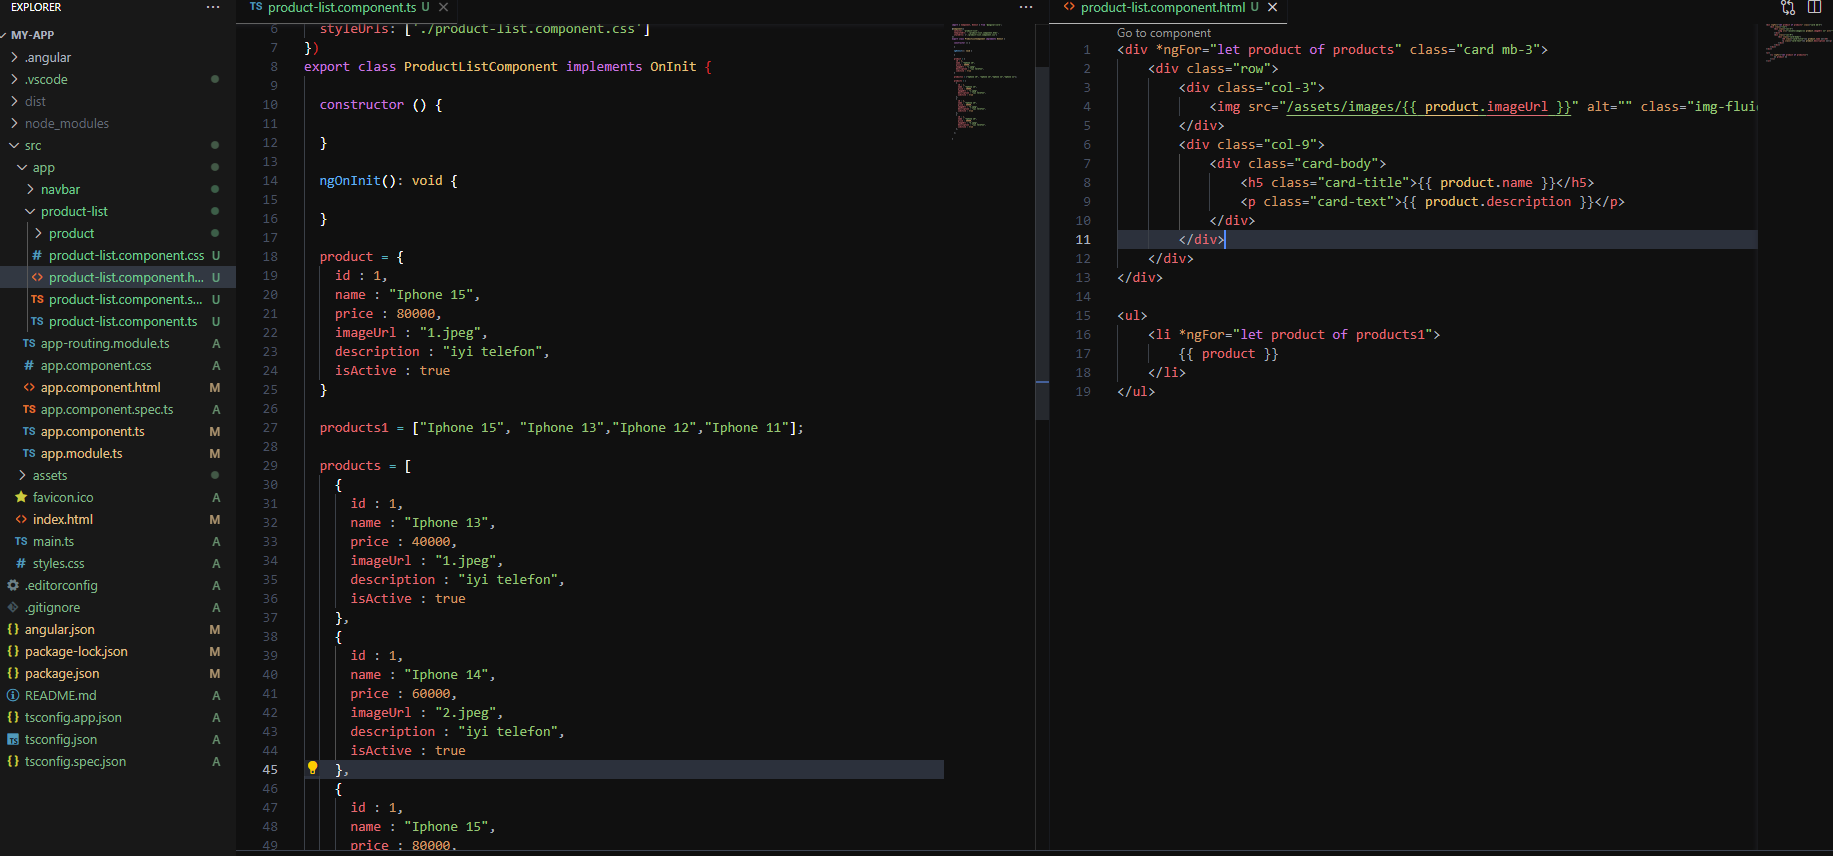 EXPLORER
MY-APP
.angular
.vscode
dist
node_modules
src
app
navbar
product-list
product
# product-list.component.css U
<> product-list.component.h... U
TS product-list.component.s... U
TS product-list.component.ts U
TS app-routing.module.ts A
# app.component.css A
<> app.component.html M
TS app.component.spec.ts A
TS app.component.ts M
TS app.module.ts M
assets
favicon.ico A
<> index.html M
TS main.ts A
# styles.css A
.editorconfig A
.gitignore A
{} angular.json M
{} package-lock.json M
{} package.json M
README.md A
{} tsconfig.app.json A
TS tsconfig.json A
{} tsconfig.spec.json A
TS product-list.component.ts U
6 styleUrls: ['./product-list.component.css']
7 })
8 export class ProductListComponent implements OnInit {
9
10 constructor () {
11
12 }
13
14 ngOnInit(): void {
15
16 }
17
18 product = {
19 id : 1,
20 name : "Iphone 15",
21 price : 80000,
22 imageUrl : "1.jpeg",
23 description : "iyi telefon",
24 isActive : true
25 }
26
27 products1 = ["Iphone 15", "Iphone 13","Iphone 12","Iphone 11"];
28
29 products = [
30 {
31 id : 1,
32 name : "Iphone 13",
33 price : 40000,
34 imageUrl : "1.jpeg",
35 description : "iyi telefon",
36 isActive : true
37 },
38 {
39 id : 1,
40 name : "Iphone 14",
41 price : 60000,
42 imageUrl : "2.jpeg",
43 description : "iyi telefon",
44 isActive : true
45 },
46 {
47 id : 1,
48 name : "Iphone 15",
49 price : 80000,
<> product-list.component.html U
Go to component
1 <div *ngFor="let product of products" class="card mb-3">
2 <div class="row">
3 <div class="col-3">
4 <img src="/assets/images/{{ product.imageUrl }}" alt="" class="img-flui
5 </div>
6 <div class="col-9">
7 <div class="card-body">
8 <h5 class="card-title">{{ product.name }}</h5>
9 <p class="card-text">{{ product.description }}</p>
10 </div>
11 </div>
12 </div>
13 </div>
14
15 <ul>
16 <li *ngFor="let product of products1">
17 {{ product }}
18 </li>
19 </ul>